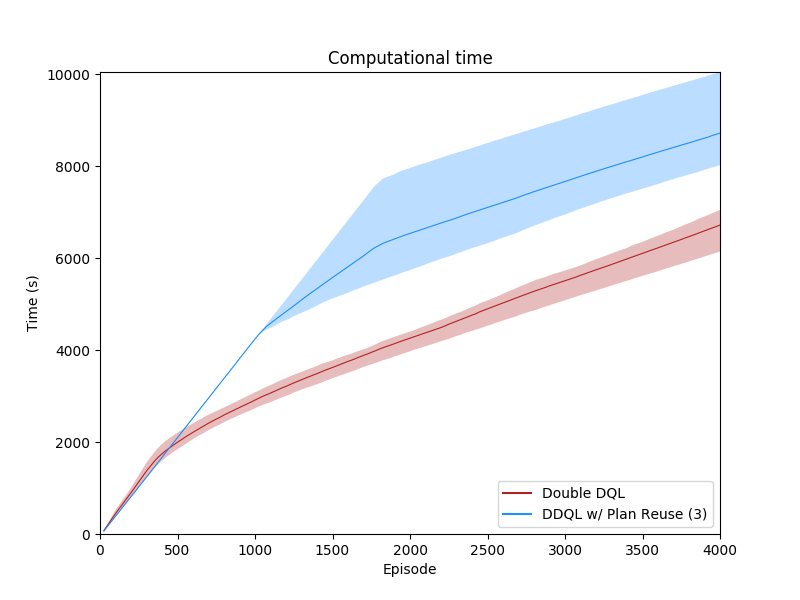 Computational time
Time (s)
10000
8000
6000
4000
2000
0
0 500 1000 1500 2000 2500 3000 3500 4000
Episode
Double DQL
DDQL w/ Plan Reuse (3)